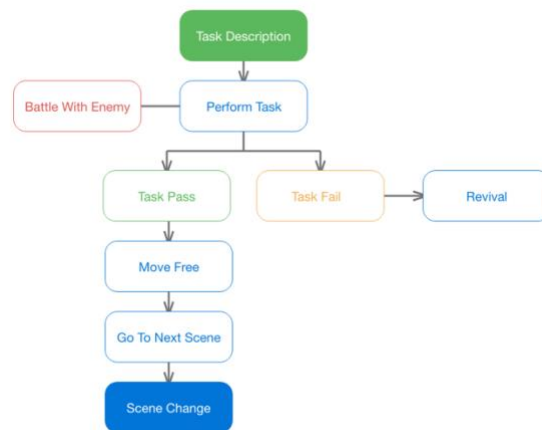 Task Description
Battle With Enemy
Perform Task
Task Pass
Task Fail
Revival
Move Free
Go To Next Scene
Scene Change